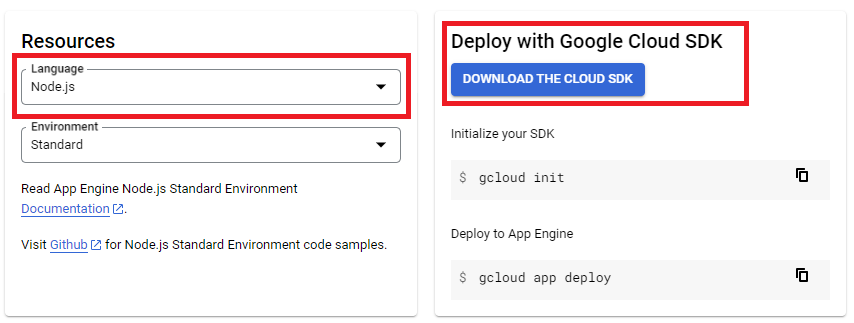 Resources
Language
Node.js
Environment
Standard
Read App Engine Node.js Standard Environment
Documentation.
Visit Github for Node.js Standard Environment code samples.
Deploy with Google Cloud SDK
DOWNLOAD THE CLOUD SDK
Initialize your SDK
$ gcloud init
Deploy to App Engine
$ gcloud app deploy